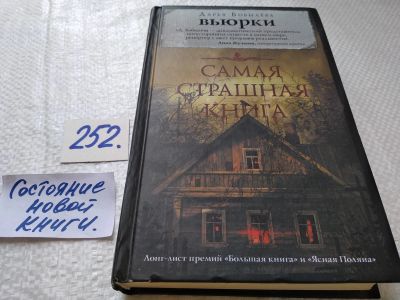 Дарья Бобылёва
ВЬЮРКИ
САМАЯ
СТРАШНАЯ
КНИГА
Лонг-лист премий «Большая книга» и «Ясная Поляна»
252.
Состояние
новой
книги.